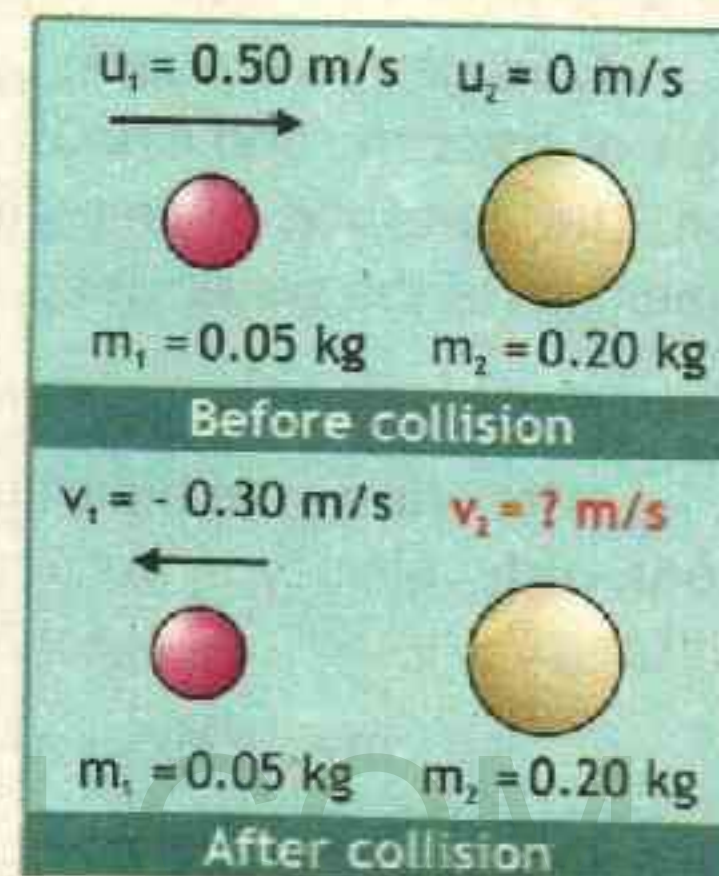 u₁ = 0.50 m/s u₂ = 0 m/s
m₁ = 0.05 kg m₂ = 0.20 kg
Before collision
v₁ = - 0.30 m/s v₂ = ? m/s
m₁ = 0.05 kg m₂ = 0.20 kg
After collision